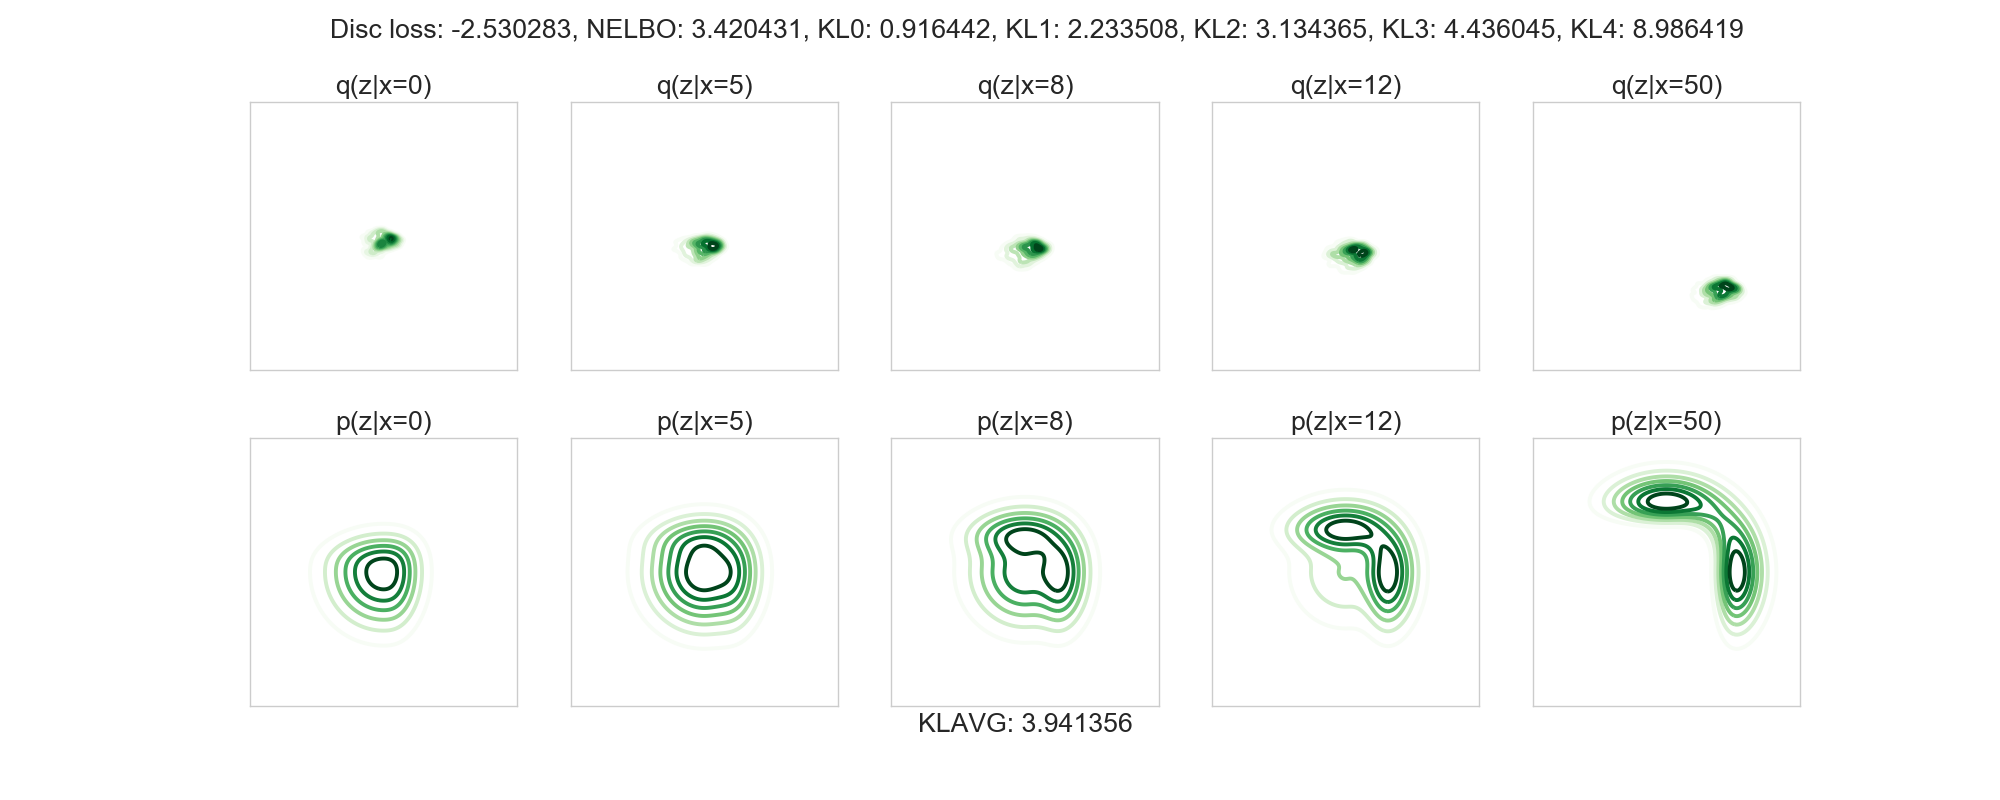 Disc loss: -2.530283, NELBO: 3.420431, KL0: 0.916442, KL1: 2.233508, KL2: 3.134365, KL3: 4.436045, KL4: 8.986419
q(z|x=0) q(z|x=5) q(z|x=8) q(z|x=12) q(z|x=50)
p(z|x=0) p(z|x=5) p(z|x=8) p(z|x=12) p(z|x=50)
KLAVG: 3.941356